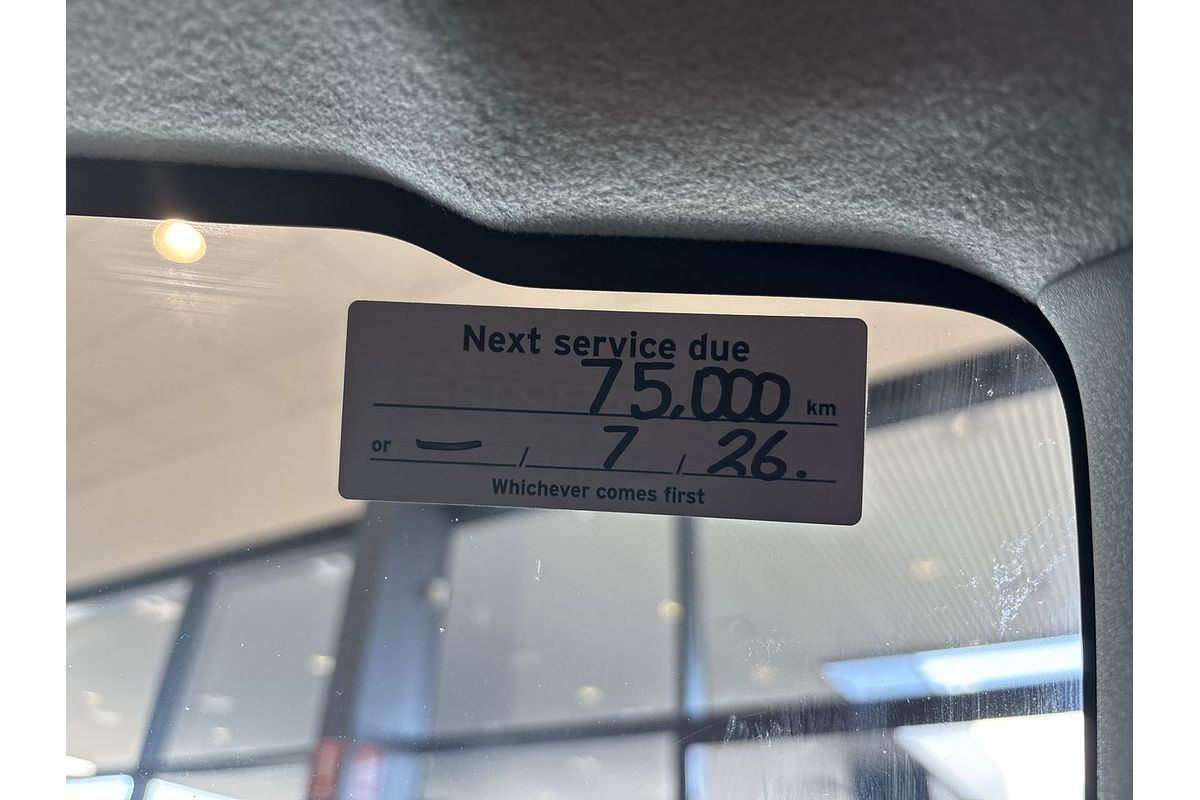 Next service due
75,000 km
or — / 7 / 26.
Whichever comes first